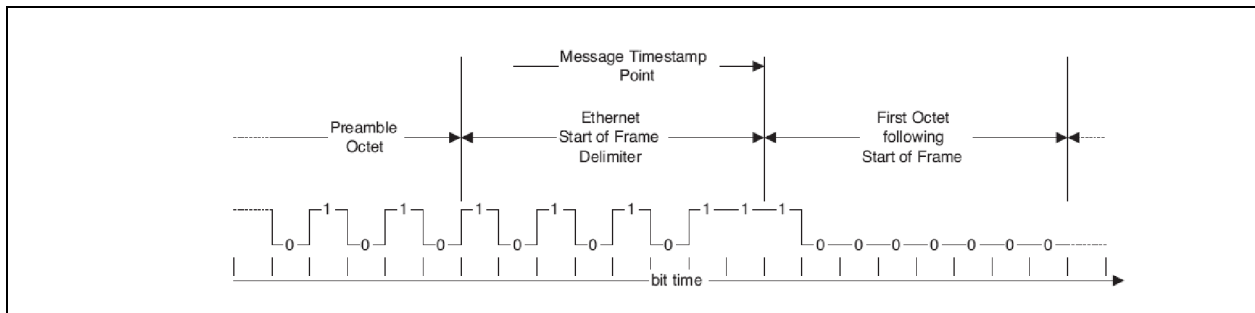 Message Timestamp
Point
Preamble
Octet
Ethernet
Start of Frame
Delimiter
First Octet
following
Start of Frame
0 1 0 1 0 1 0 1 0 1 0 1 1 1 0 0 0 0 0 0 0
bit time